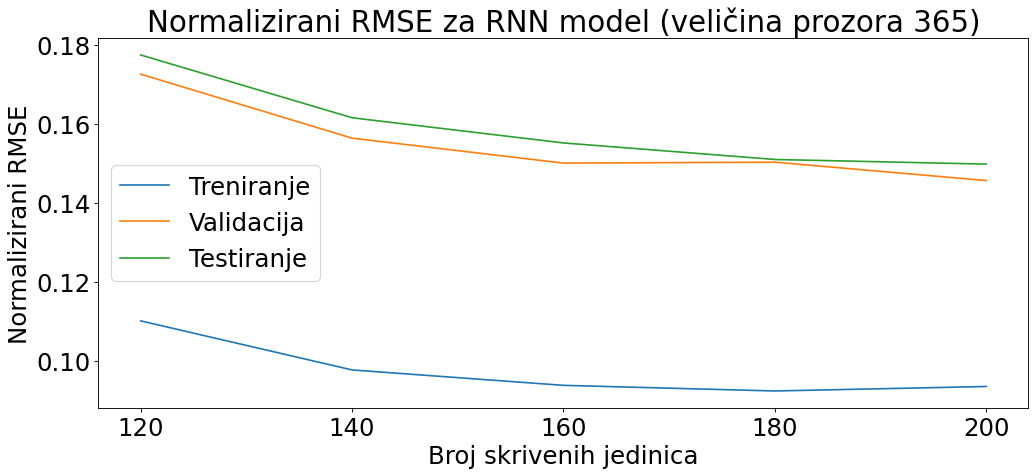 Normalizirani RMSE za RNN model (veličina prozora 365)
Normalizirani RMSE
0.18
0.16
0.14
0.12
0.10
Treniranje
Validacija
Testiranje
120 140 160 180 200
Broj skrivenih jedinica